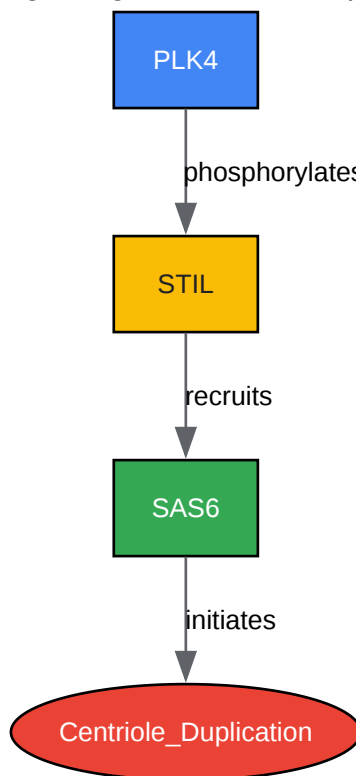 PLK4
phosphorylates
STIL
recruits
SAS6
initiates
Centriole_Duplication